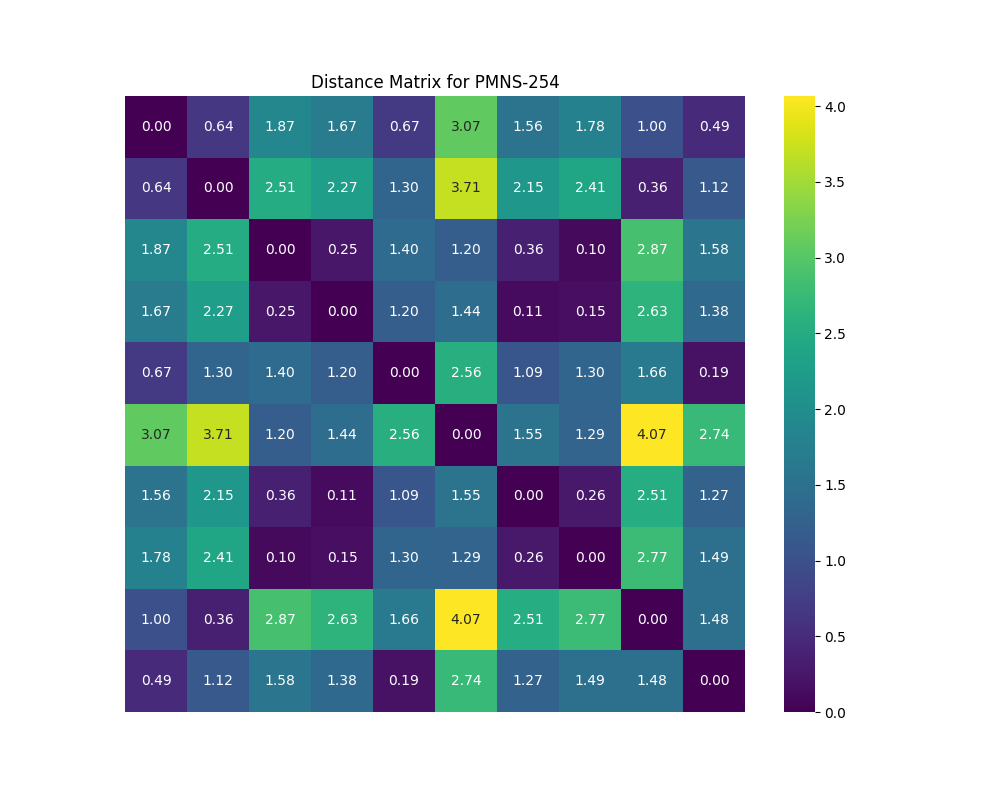 Distance Matrix for PMNS-254
0.00 0.64 1.87 1.67 0.67 3.07 1.56 1.78 1.00 0.49
0.64 0.00 2.51 2.27 1.30 3.71 2.15 2.41 0.36 1.12
1.87 2.51 0.00 0.25 1.40 1.20 0.36 0.10 2.87 1.58
1.67 2.27 0.25 0.00 1.20 1.44 0.11 0.15 2.63 1.38
0.67 1.30 1.40 1.20 0.00 2.56 1.09 1.30 1.66 0.19
3.07 3.71 1.20 1.44 2.56 0.00 1.55 1.29 4.07 2.74
1.56 2.15 0.36 0.11 1.09 1.55 0.00 0.26 2.51 1.27
1.78 2.41 0.10 0.15 1.30 1.29 0.26 0.00 2.77 1.49
1.00 0.36 2.87 2.63 1.66 4.07 2.51 2.77 0.00 1.48
0.49 1.12 1.58 1.38 0.19 2.74 1.27 1.49 1.48 0.00
4.0
3.5
3.0
2.5
2.0
1.5
1.0
0.5
0.0